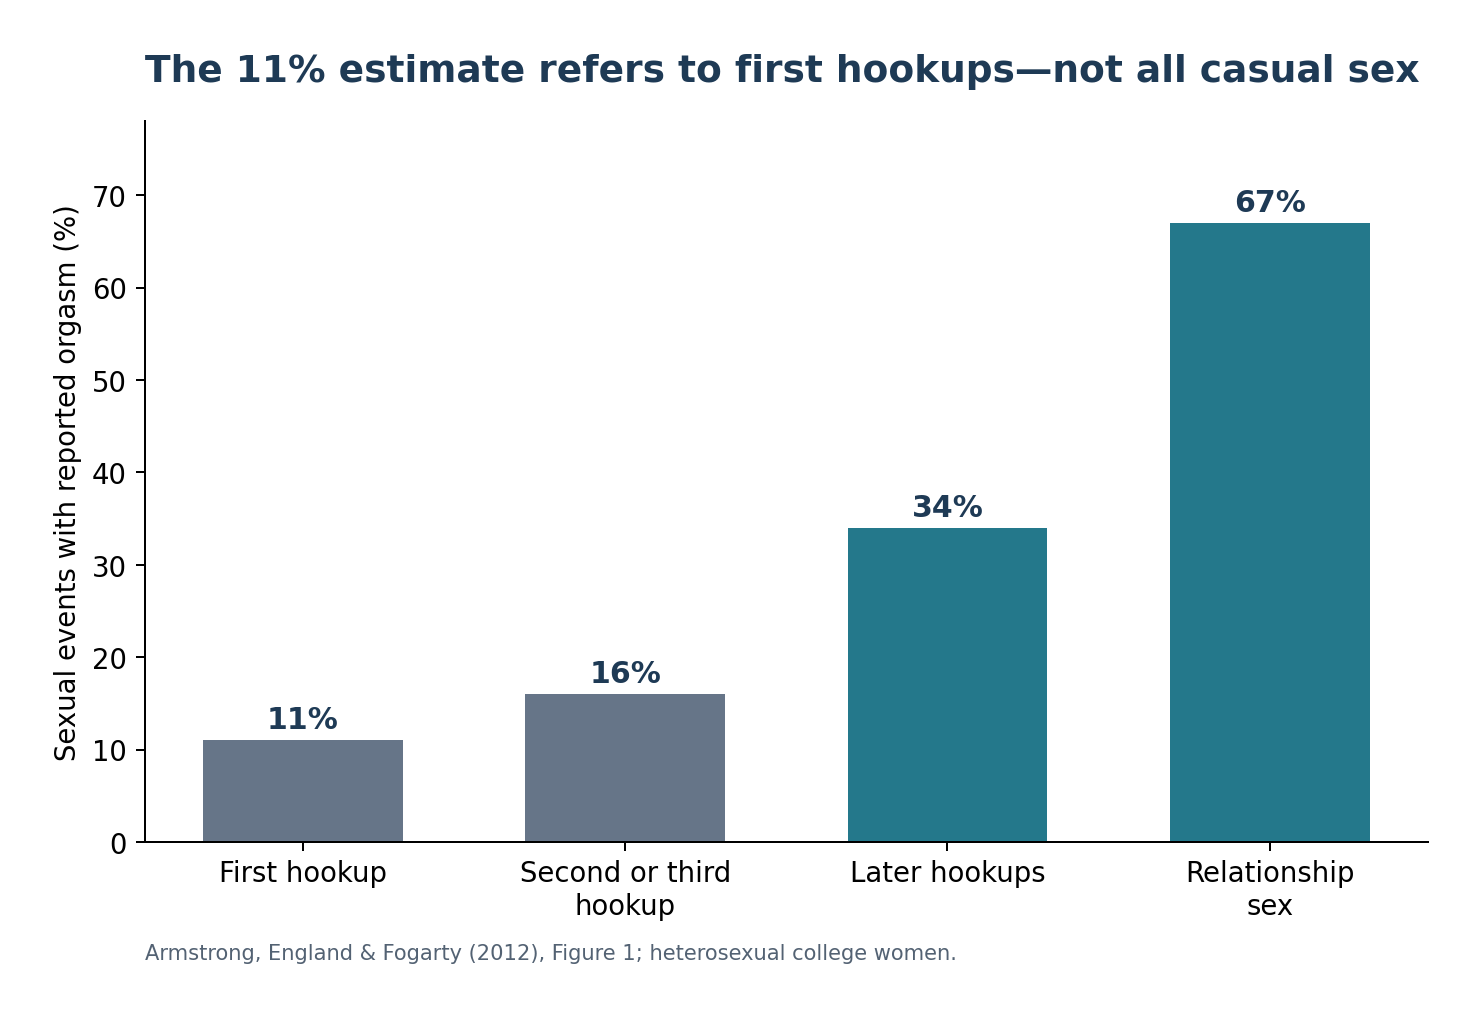 The 11% estimate refers to first hookups—not all casual sex
Sexual events with reported orgasm (%)
70
60
50
40
30
20
10
0
11%
16%
34%
67%
First hookup
Second or third
hookup
Later hookups
Relationship
sex
Armstrong, England & Fogarty (2012), Figure 1; heterosexual college women.